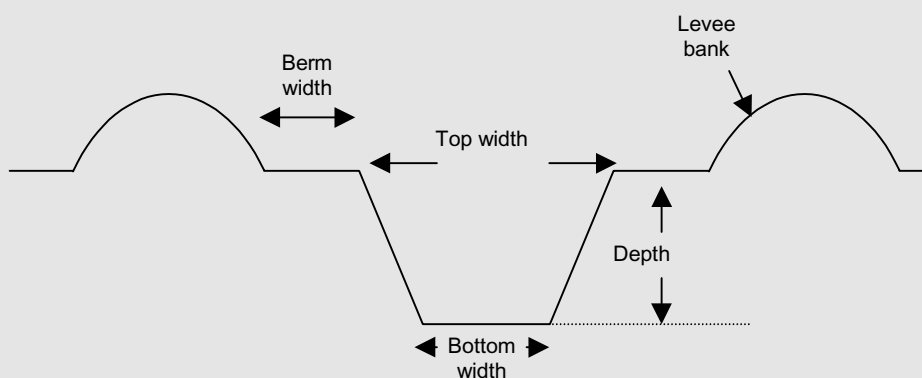 Levee
bank
Berm
width
Top width
Depth
Bottom
width